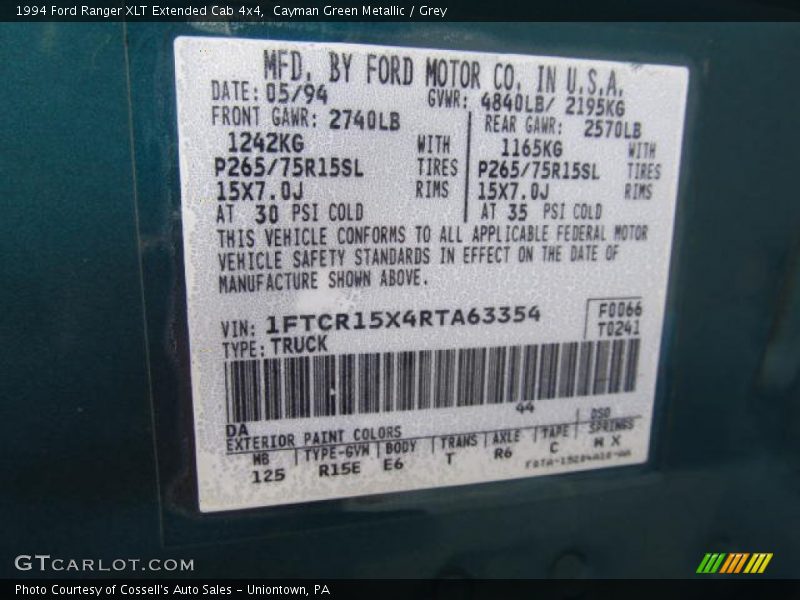 1994 Ford Ranger XLT Extended Cab 4x4,  Cayman Green Metallic / Grey
MFD. BY FORD MOTOR CO. IN U.S.A.
DATE: 05/94 GVWR: 4840LB/ 2195KG
FRONT GAWR: 2740LB REAR GAWR: 2570LB
1242KG WITH 1165KG WITH
P265/75R15SL TIRES P265/75R15SL TIRES
15X7.0J RIMS 15X7.0J RIMS
AT 30 PSI COLD AT 35 PSI COLD
THIS VEHICLE CONFORMS TO ALL APPLICABLE FEDERAL MOTOR
VEHICLE SAFETY STANDARDS IN EFFECT ON THE DATE OF
MANUFACTURE SHOWN ABOVE.
VIN: 1FTCR15X4RTA63354 F0066
TYPE: TRUCK T0241
44
DA DSO
EXTERIOR PAINT COLORS
WB TYPE-GVW BODY TRANS AXLE TAPE SPRINGS
125 R15E E6 T R6 C M X
GTCARLOT.COM
Photo Courtesy of Cossell's Auto Sales – Uniontown, PA